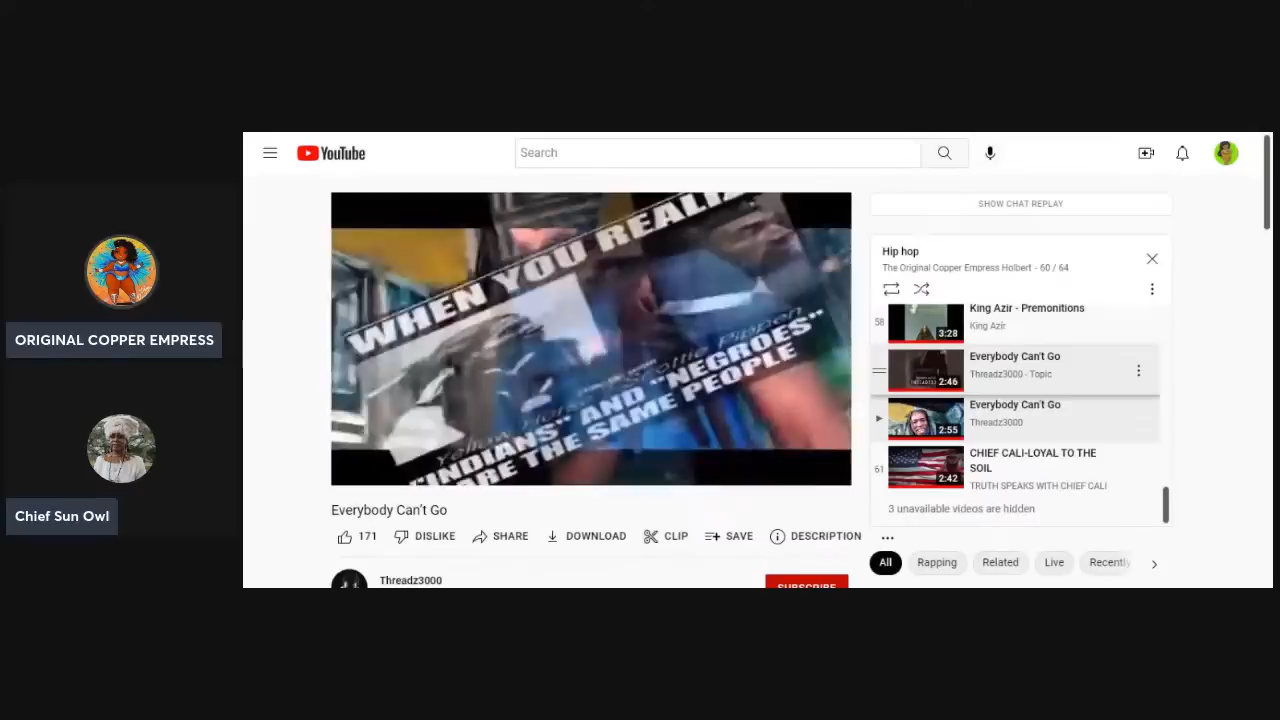 YouTube
Search
SHOW CHAT REPLAY
Hip hop
The Original Copper Empress Holbert - 60 / 64
58
King Azir - Premonitions
King Azir
3:28
Everybody Can't Go
Threadz3000 - Topic
2:46
Everybody Can't Go
Threadz3000
2:55
61
CHIEF CALI-LOYAL TO THE
SOIL
TRUTH SPEAKS WITH CHIEF CALI
2:42
3 unavailable videos are hidden
All
Rapping
Related
Live
Recently
WHEN YOU REALIZ
"INDIANS" AND "NEGROES"
ARE THE SAME PEOPLE
Everybody Can't Go
171
DISLIKE
SHARE
DOWNLOAD
CLIP
SAVE
DESCRIPTION
Threadz3000
SUBSCRIBE
ORIGINAL COPPER EMPRESS
Chief Sun Owl